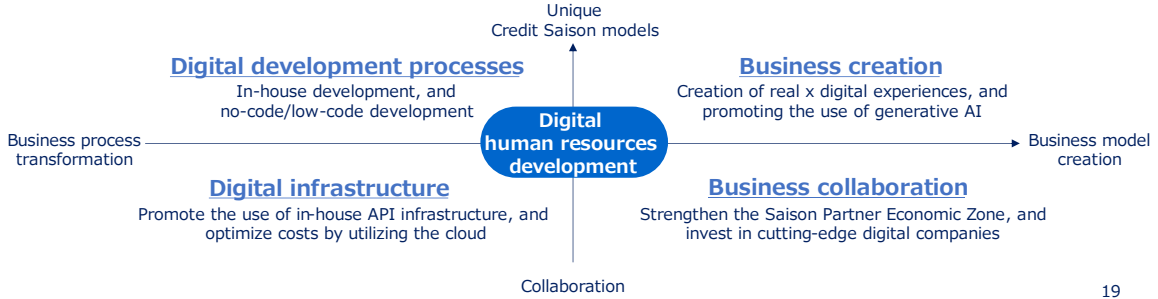 Unique
Credit Saison models
Digital development processes
In-house development, and
no-code/low-code development
Business creation
Creation of real x digital experiences, and
promoting the use of generative AI
Business process
transformation
Digital
human resources
development
Business model
creation
Digital infrastructure
Promote the use of in-house API infrastructure, and
optimize costs by utilizing the cloud
Business collaboration
Strengthen the Saison Partner Economic Zone, and
invest in cutting-edge digital companies
Collaboration
19